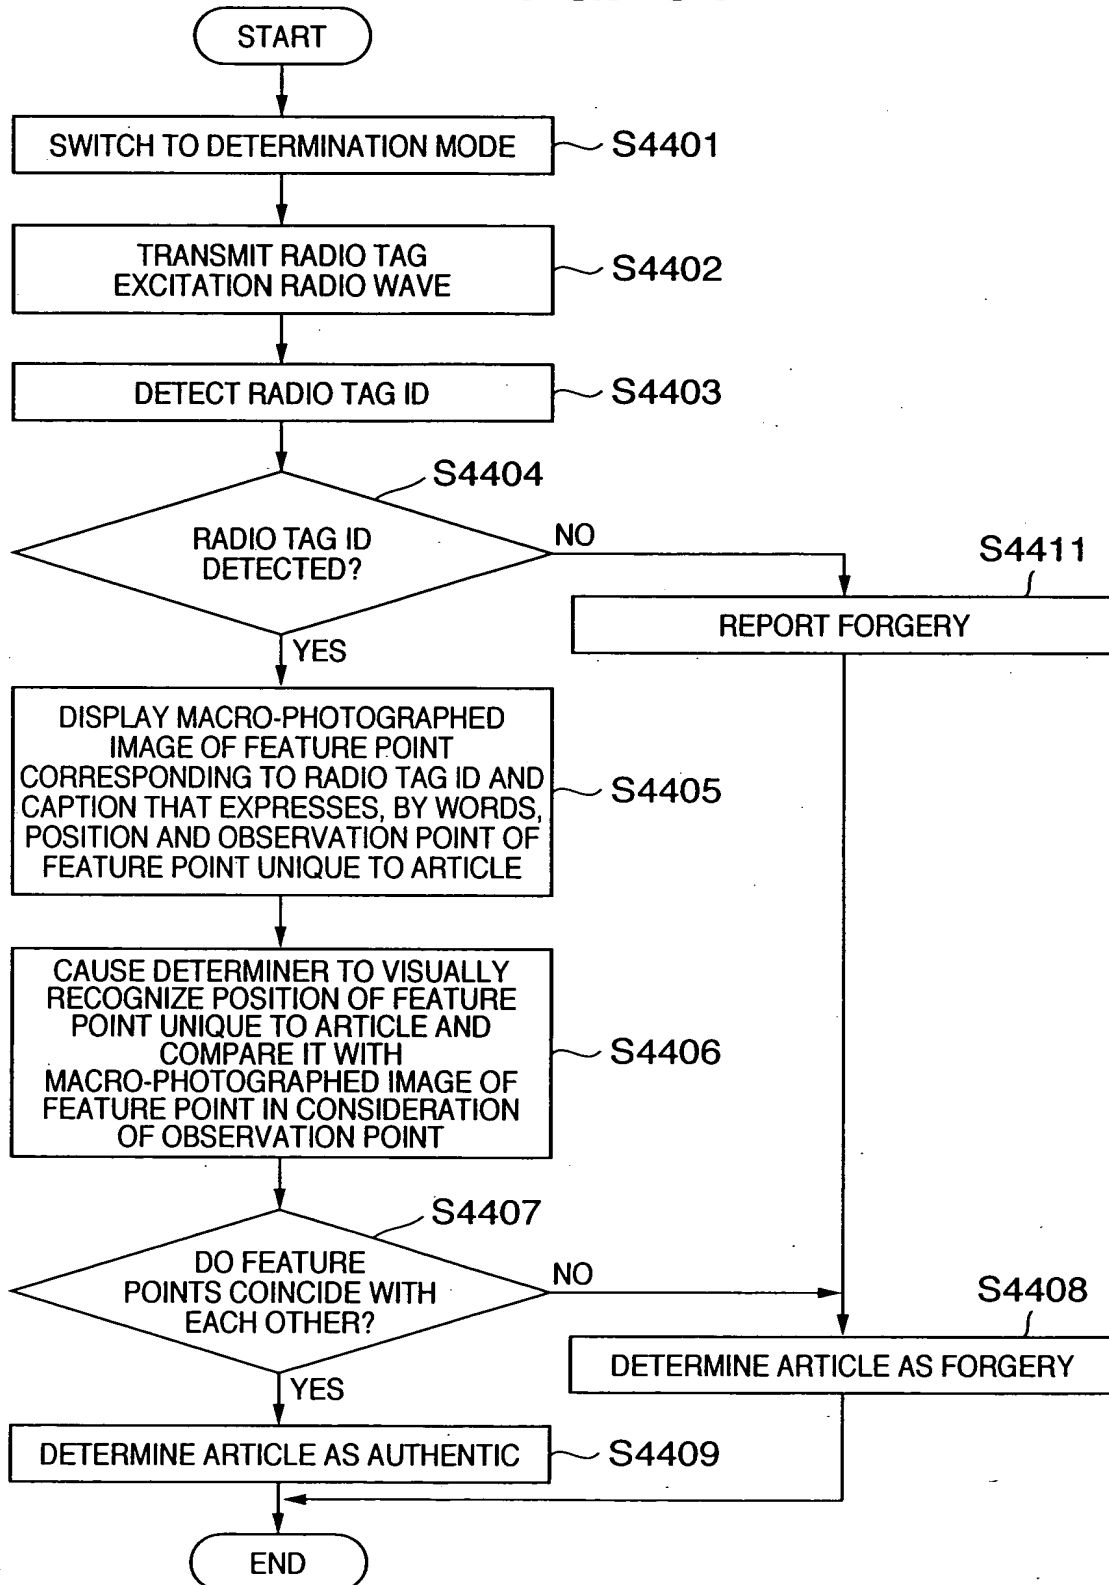 START
SWITCH TO DETERMINATION MODE
S4401
TRANSMIT RADIO TAG
EXCITATION RADIO WAVE
S4402
DETECT RADIO TAG ID
S4403
S4404
RADIO TAG ID
DETECTED?
NO
YES
S4411
REPORT FORGERY
DISPLAY MACRO-PHOTOGRAPHED
IMAGE OF FEATURE POINT
CORRESPONDING TO RADIO TAG ID AND
CAPTION THAT EXPRESSES, BY WORDS,
POSITION AND OBSERVATION POINT OF
FEATURE POINT UNIQUE TO ARTICLE
S4405
CAUSE DETERMINER TO VISUALLY
RECOGNIZE POSITION OF FEATURE
POINT UNIQUE TO ARTICLE AND
COMPARE IT WITH
MACRO-PHOTOGRAPHED IMAGE OF
FEATURE POINT IN CONSIDERATION
OF OBSERVATION POINT
S4406
S4407
DO FEATURE
POINTS COINCIDE WITH
EACH OTHER?
NO
YES
S4408
DETERMINE ARTICLE AS FORGERY
DETERMINE ARTICLE AS AUTHENTIC
S4409
END